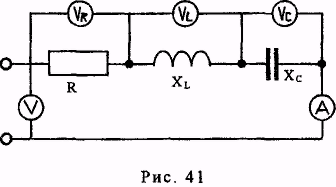 VR VL VC
R XL XC
V A
Рис. 41